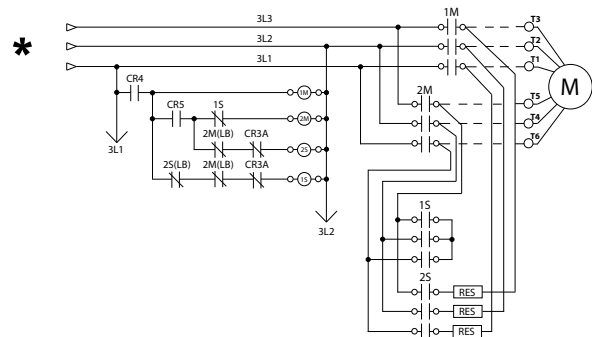 1M
3L3
T3
*
3L2
T2
3L1
T1
CR4
M
2M
1M
CR5
1S
T5
2M
T4
2M(LB)
CR3A
T6
3L1
2S
2S(LB)
2M(LB)
CR3A
1S
1S
3L2
2S
RES
RES
RES